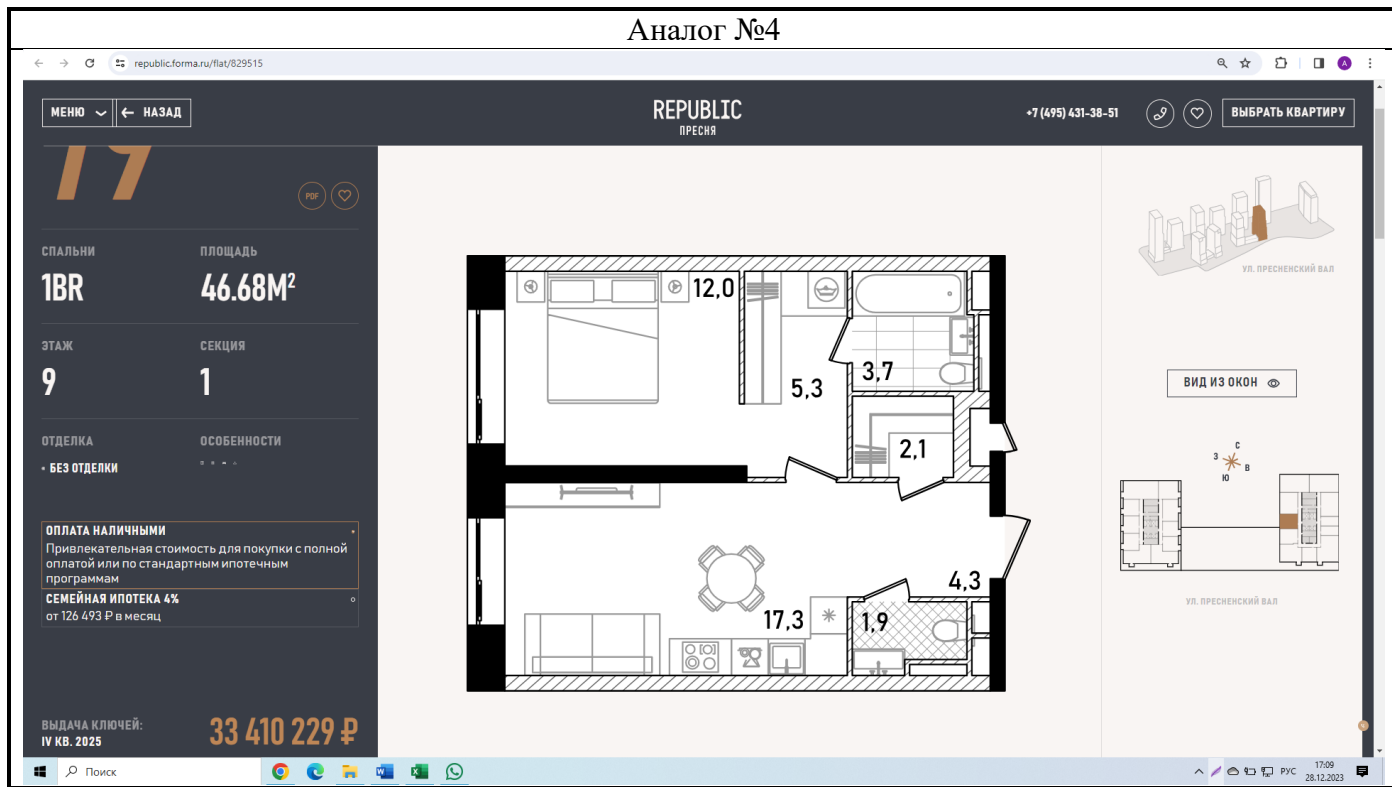 Аналог №4
republic.forma.ru/flat/829515
МЕНЮ
НАЗАД
REPUBLIC
ПРЕСНЯ
+7 (495) 431-38-51
ВЫБРАТЬ КВАРТИРУ
PDF
СПАЛЬНИ
ПЛОЩАДЬ
1BR
46.68М²
ЭТАЖ
СЕКЦИЯ
9
1
ОТДЕЛКА
ОСОБЕННОСТИ
• БЕЗ ОТДЕЛКИ
ОПЛАТА НАЛИЧНЫМИ
Привлекательная стоимость для покупки с полной
оплатой или по стандартным ипотечным
программам
СЕМЕЙНАЯ ИПОТЕКА 4%
от 126 493 ₽ в месяц
ВЫДАЧА КЛЮЧЕЙ:
IV КВ. 2025
33 410 229 ₽
12,0
5,3
3,7
2,1
4,3
17,3
1,9
УЛ. ПРЕСНЕНСКИЙ ВАЛ
ВИД ИЗ ОКОН
С
З
В
Ю
УЛ. ПРЕСНЕНСКИЙ ВАЛ
Поиск
РУС
17:09
28.12.2023